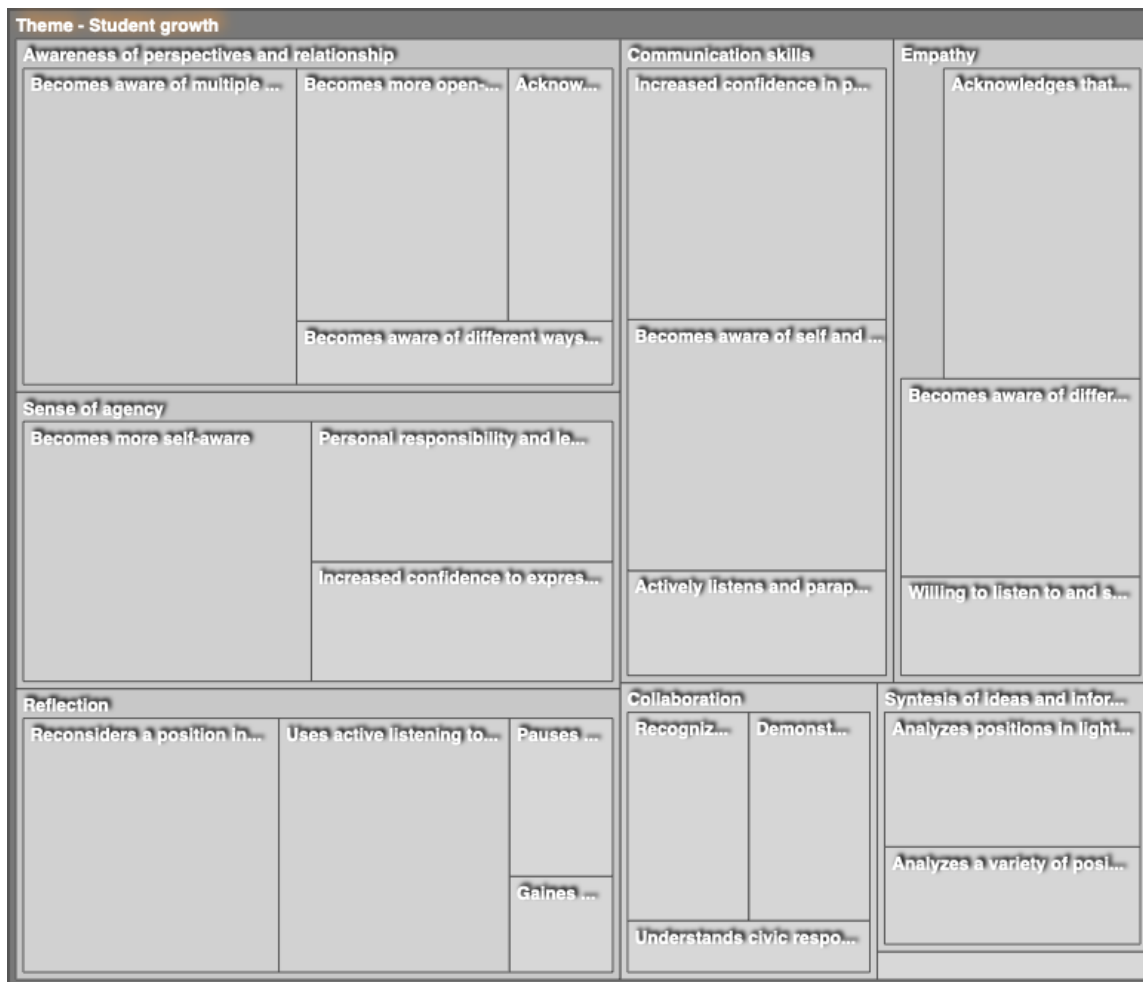 Theme - Student growth
Awareness of perspectives and relationship
Becomes aware of multiple ...
Becomes more open-...
Acknow...
Becomes aware of different ways...
Sense of agency
Becomes more self-aware
Personal responsibility and le...
Increased confidence to expres...
Reflection
Reconsiders a position in...
Uses active listening to...
Pauses ...
Gaines ...
Communication skills
Increased confidence in p...
Becomes aware of self and ...
Actively listens and parap...
Empathy
Acknowledges that...
Becomes aware of differ...
Willing to listen to and s...
Collaboration
Recogniz...
Demonst...
Understands civic respo...
Syntesis of ideas and infor...
Analyzes positions in light...
Analyzes a variety of posi...